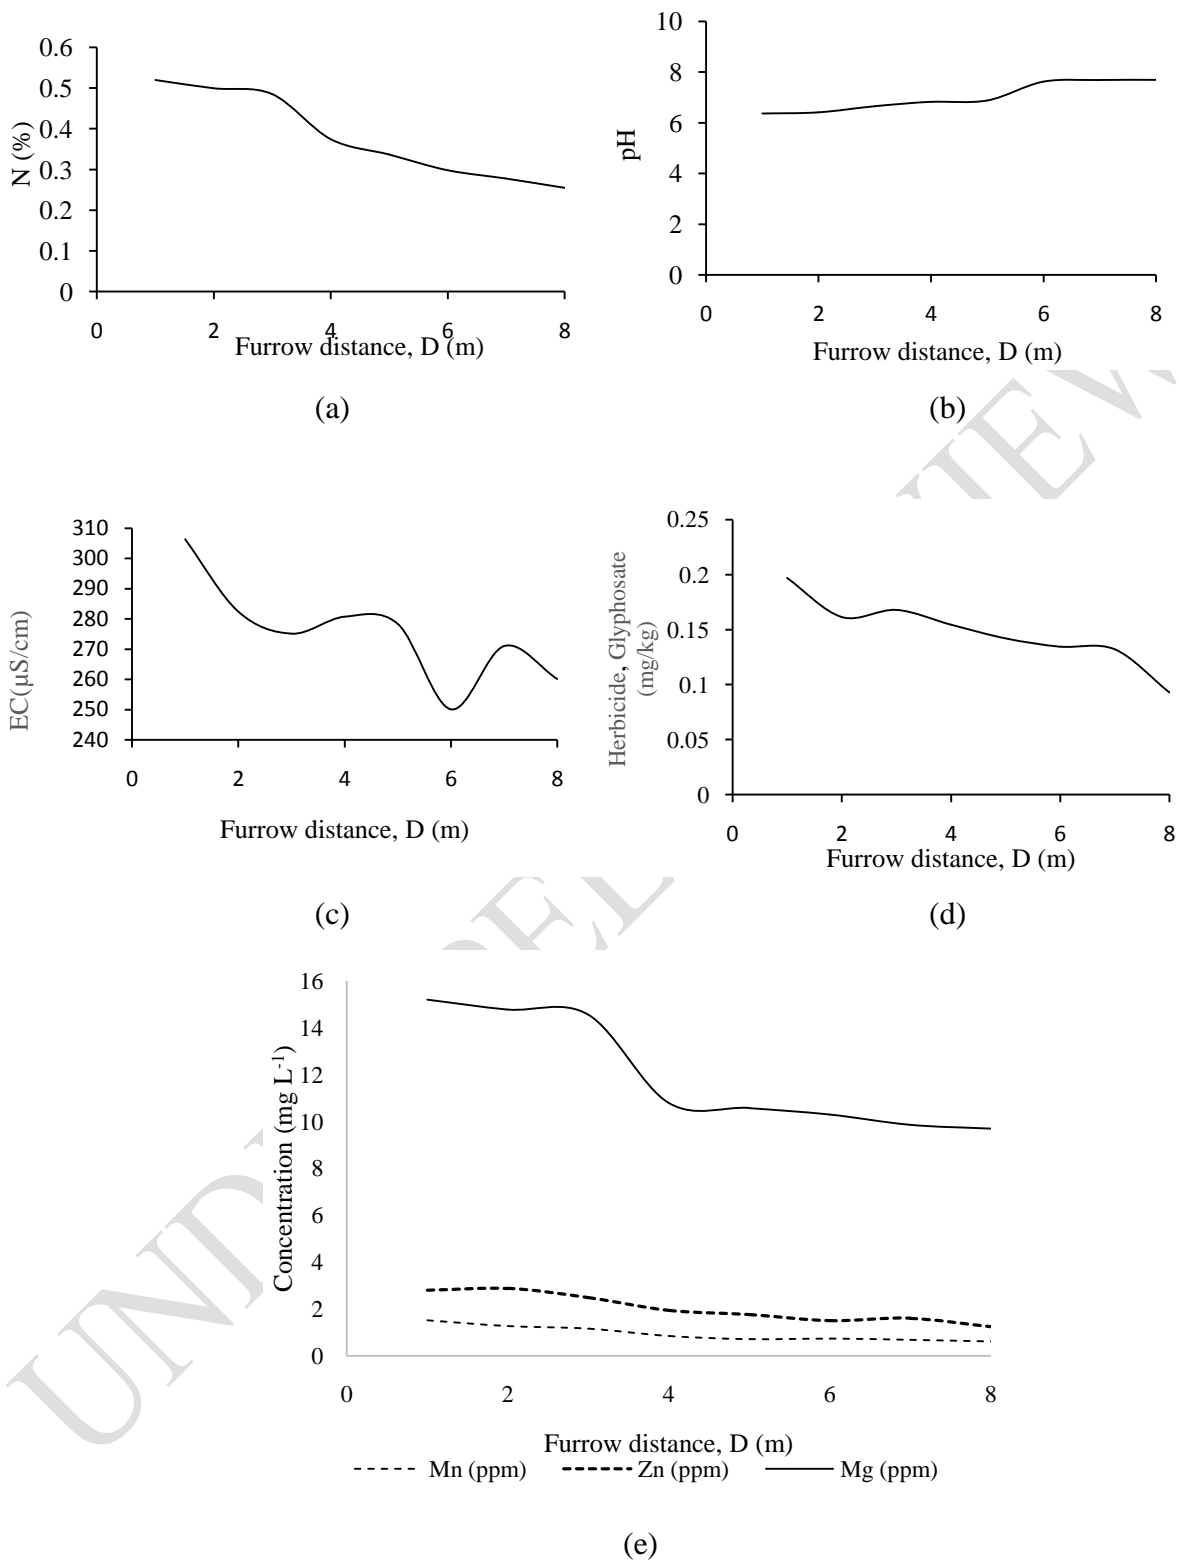 0.6
0.5
0.4
0.3
0.2
0.1
0
N (%)
0 2 4 6 8
Furrow distance, D (m)
(a)
10
8
6
4
2
0
pH
0 2 4 6 8
Furrow distance, D (m)
(b)
310
300
290
280
270
260
250
240
EC(µS/cm)
0 2 4 6 8
Furrow distance, D (m)
(c)
0.25
0.2
0.15
0.1
0.05
0
Herbicide, Glyphosate
(mg/kg)
0 2 4 6 8
Furrow distance, D (m)
(d)
16
14
12
10
8
6
4
2
0
Concentration (mg L-1)
0 2 4 6 8
Furrow distance, D (m)
Mn (ppm) Zn (ppm) Mg (ppm)
(e)